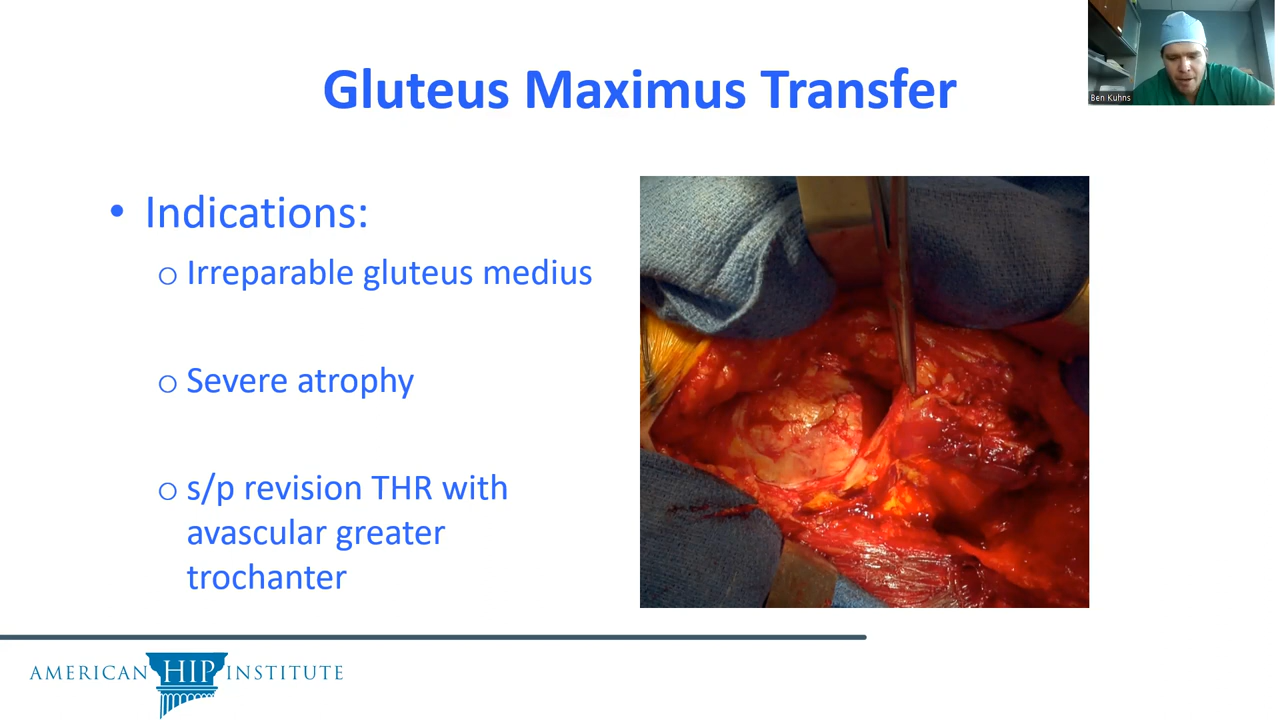 Gluteus Maximus Transfer
Ben Kuhns
• Indications:
o Irreparable gluteus medius
o Severe atrophy
o s/p revision THR with
avascular greater
trochanter
AMERICAN HIP INSTITUTE